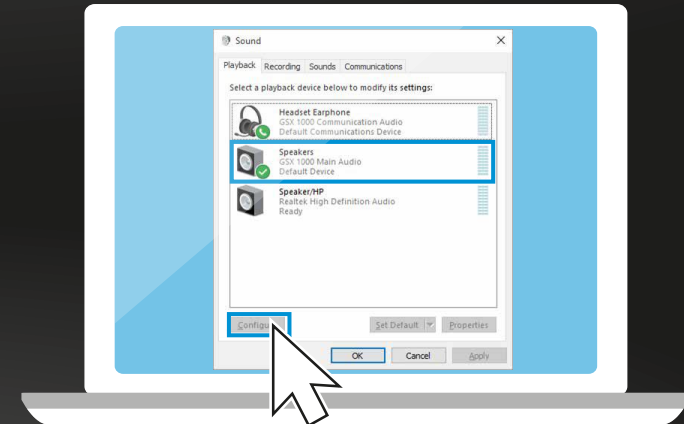 Sound
Playback Recording Sounds Communications
Select a playback device below to modify its settings:
Headset Earphone
GSX 1000 Communication Audio
Default Communications Device
Speakers
GSX 1000 Main Audio
Default Device
Speaker/HP
Realtek High Definition Audio
Ready
Set Default Properties
OK Cancel Apply